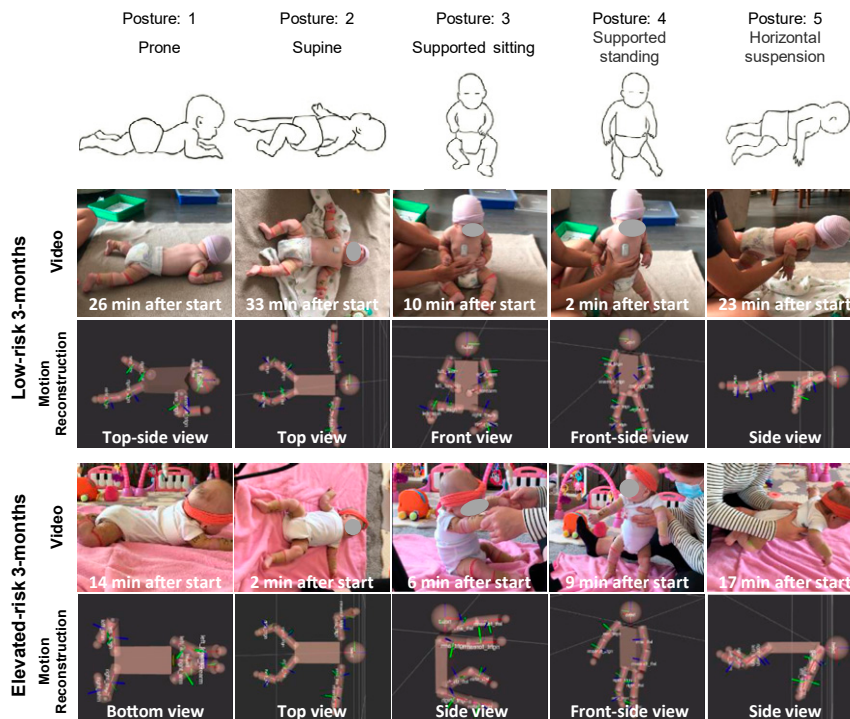 Posture: 1
Posture: 2
Posture: 3
Posture: 4
Posture: 5
Prone
Supine
Supported sitting
Supported
standing
Horizontal
suspension
Low-risk 3-months
Video
26 min after start
33 min after start
10 min after start
2 min after start
23 min after start
Motion
Reconstruction
Top-side view
Top view
Front view
Front-side view
Side view
Elevated-risk 3-months
Video
14 min after start
2 min after start
6 min after start
9 min after start
17 min after start
Motion
Reconstruction
Bottom view
Top view
Side view
Front-side view
Side view